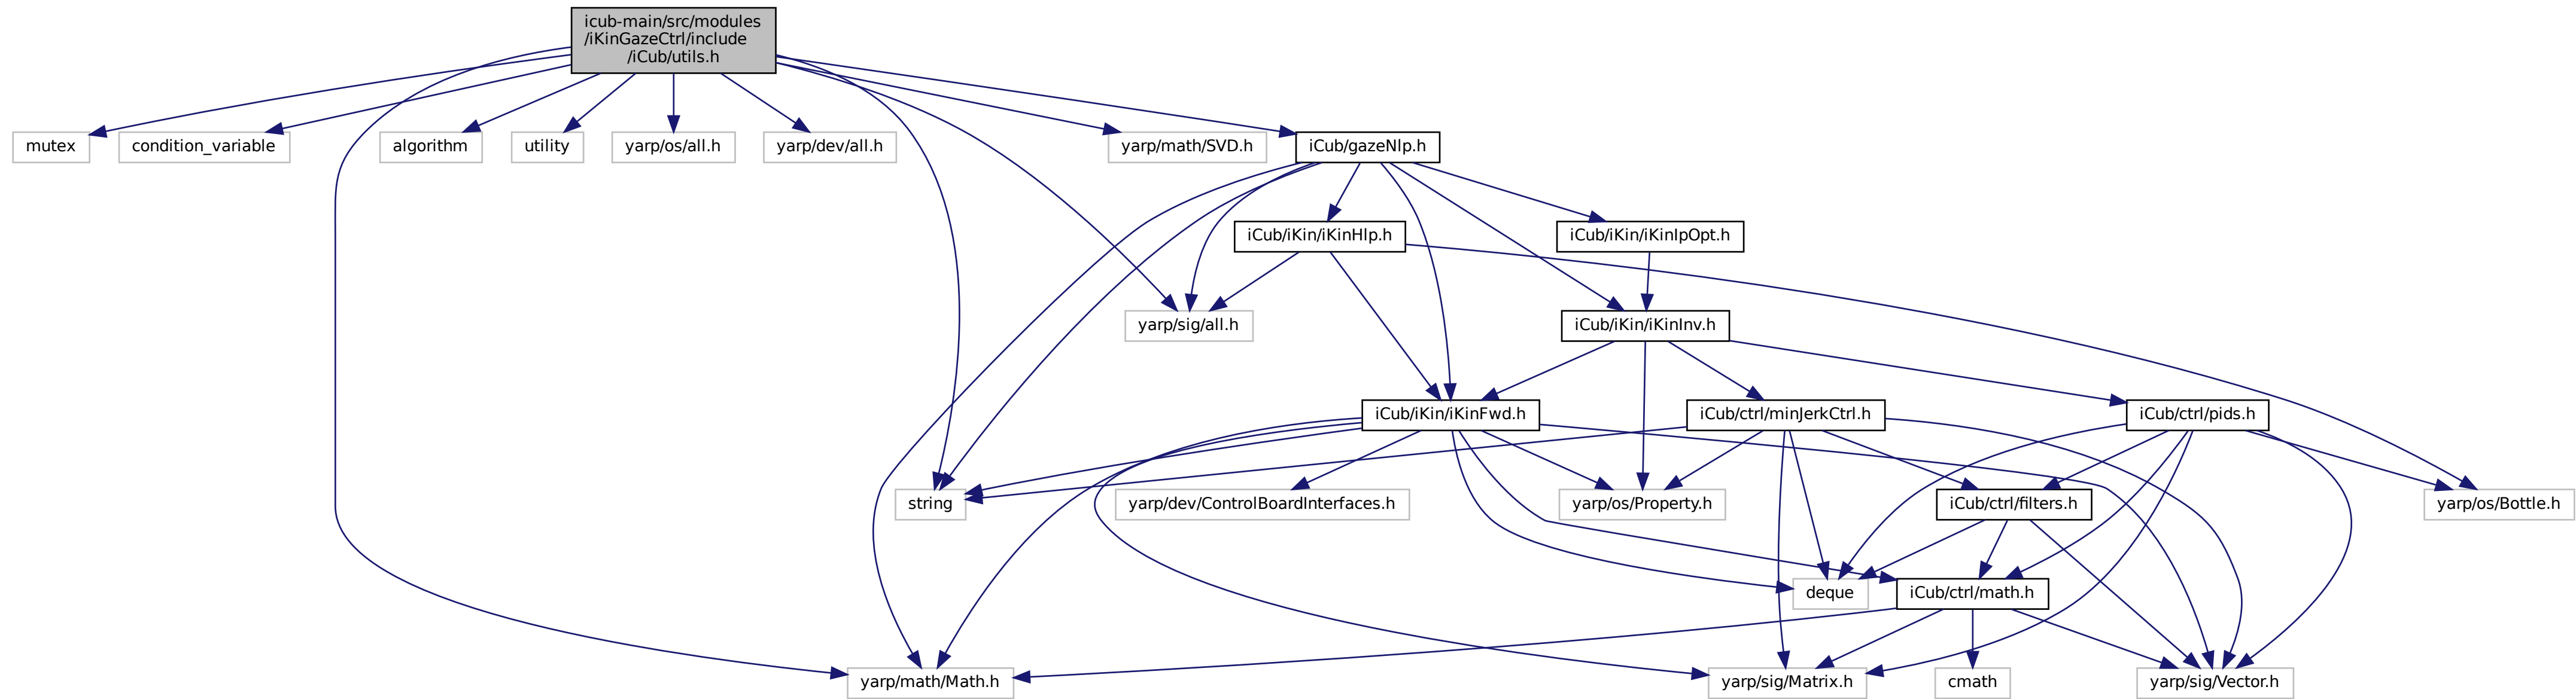 icub-main/src/modules
/iKinGazeCtrl/include
/iCub/utils.h
mutex
condition_variable
algorithm
utility
yarp/os/all.h
yarp/dev/all.h
yarp/math/SVD.h
iCub/gazeNlp.h
iCub/iKin/iKinHlp.h
iCub/iKin/iKinIpOpt.h
yarp/sig/all.h
iCub/iKin/iKinInv.h
iCub/iKin/iKinFwd.h
iCub/ctrl/minJerkCtrl.h
iCub/ctrl/pids.h
string
yarp/dev/ControlBoardInterfaces.h
yarp/os/Property.h
iCub/ctrl/filters.h
yarp/os/Bottle.h
deque
iCub/ctrl/math.h
yarp/math/Math.h
yarp/sig/Matrix.h
cmath
yarp/sig/Vector.h